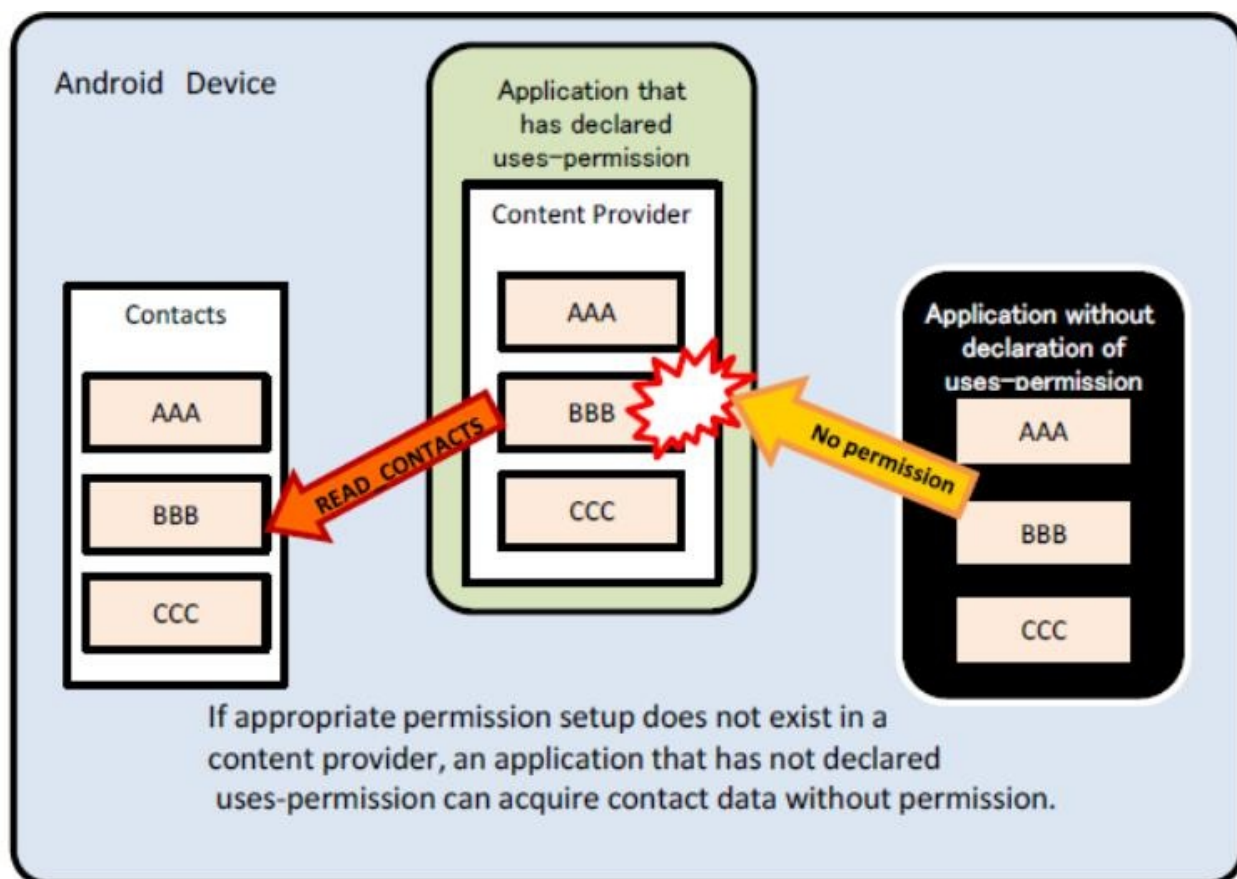 Android Device
Application that
has declared
uses-permission
Content Provider
AAA
BBB
CCC
Contacts
AAA
BBB
CCC
READ CONTACTS
No permission
Application without
declaration of
uses-permission
AAA
BBB
CCC
If appropriate permission setup does not exist in a
content provider, an application that has not declared
uses-permission can acquire contact data without permission.